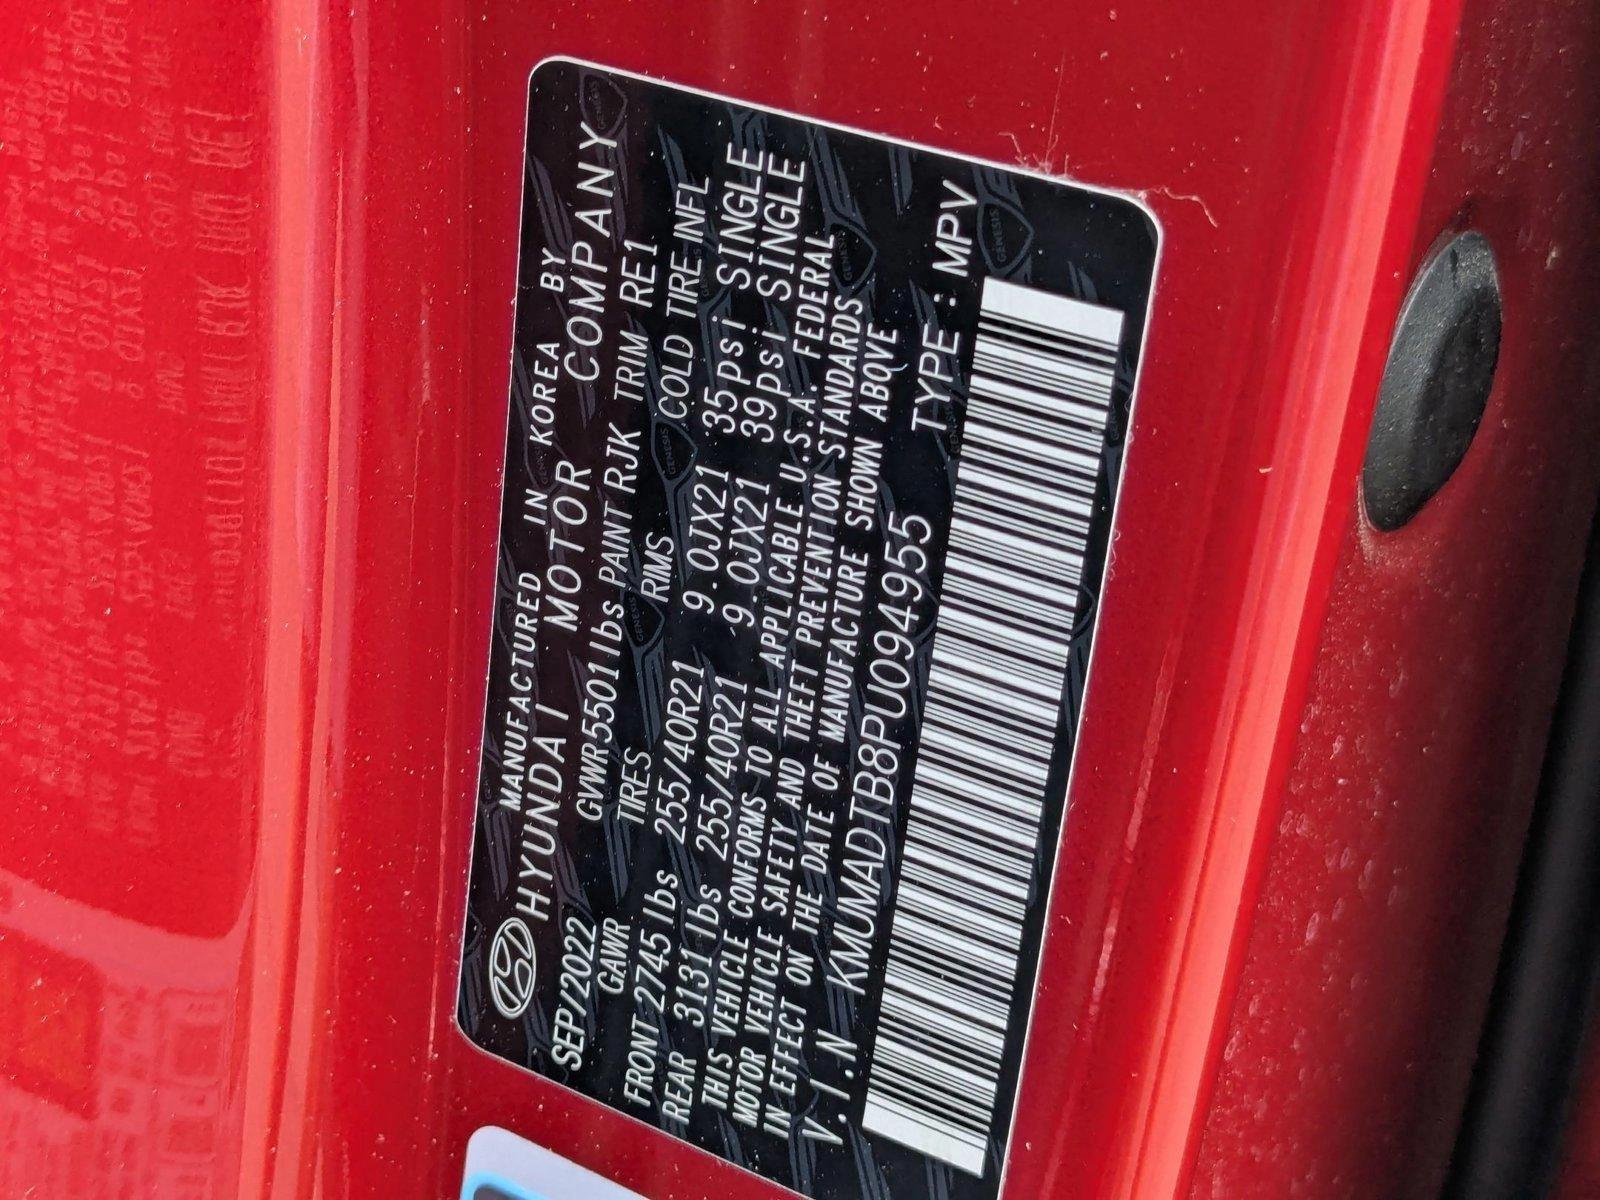 MANUFACTURED IN KOREA BY
HYUNDAI MOTOR COMPANY
SEP/2022 GVWR 5501 lbs PAINT RJK TRIM RE1
GAWR TIRES RIMS COLD TIRE INFL
FRONT 2745 lbs 255/40R21 9.0JX21 35psi SINGLE
REAR 3131 lbs 255/40R21 9.0JX21 39psi SINGLE
THIS VEHICLE CONFORMS TO ALL APPLICABLE U.S.A. FEDERAL
MOTOR VEHICLE SAFETY AND THEFT PREVENTION STANDARDS
IN EFFECT ON THE DATE OF MANUFACTURE SHOWN ABOVE
V.I.N KMUMADTB8PU094955 TYPE : MPV